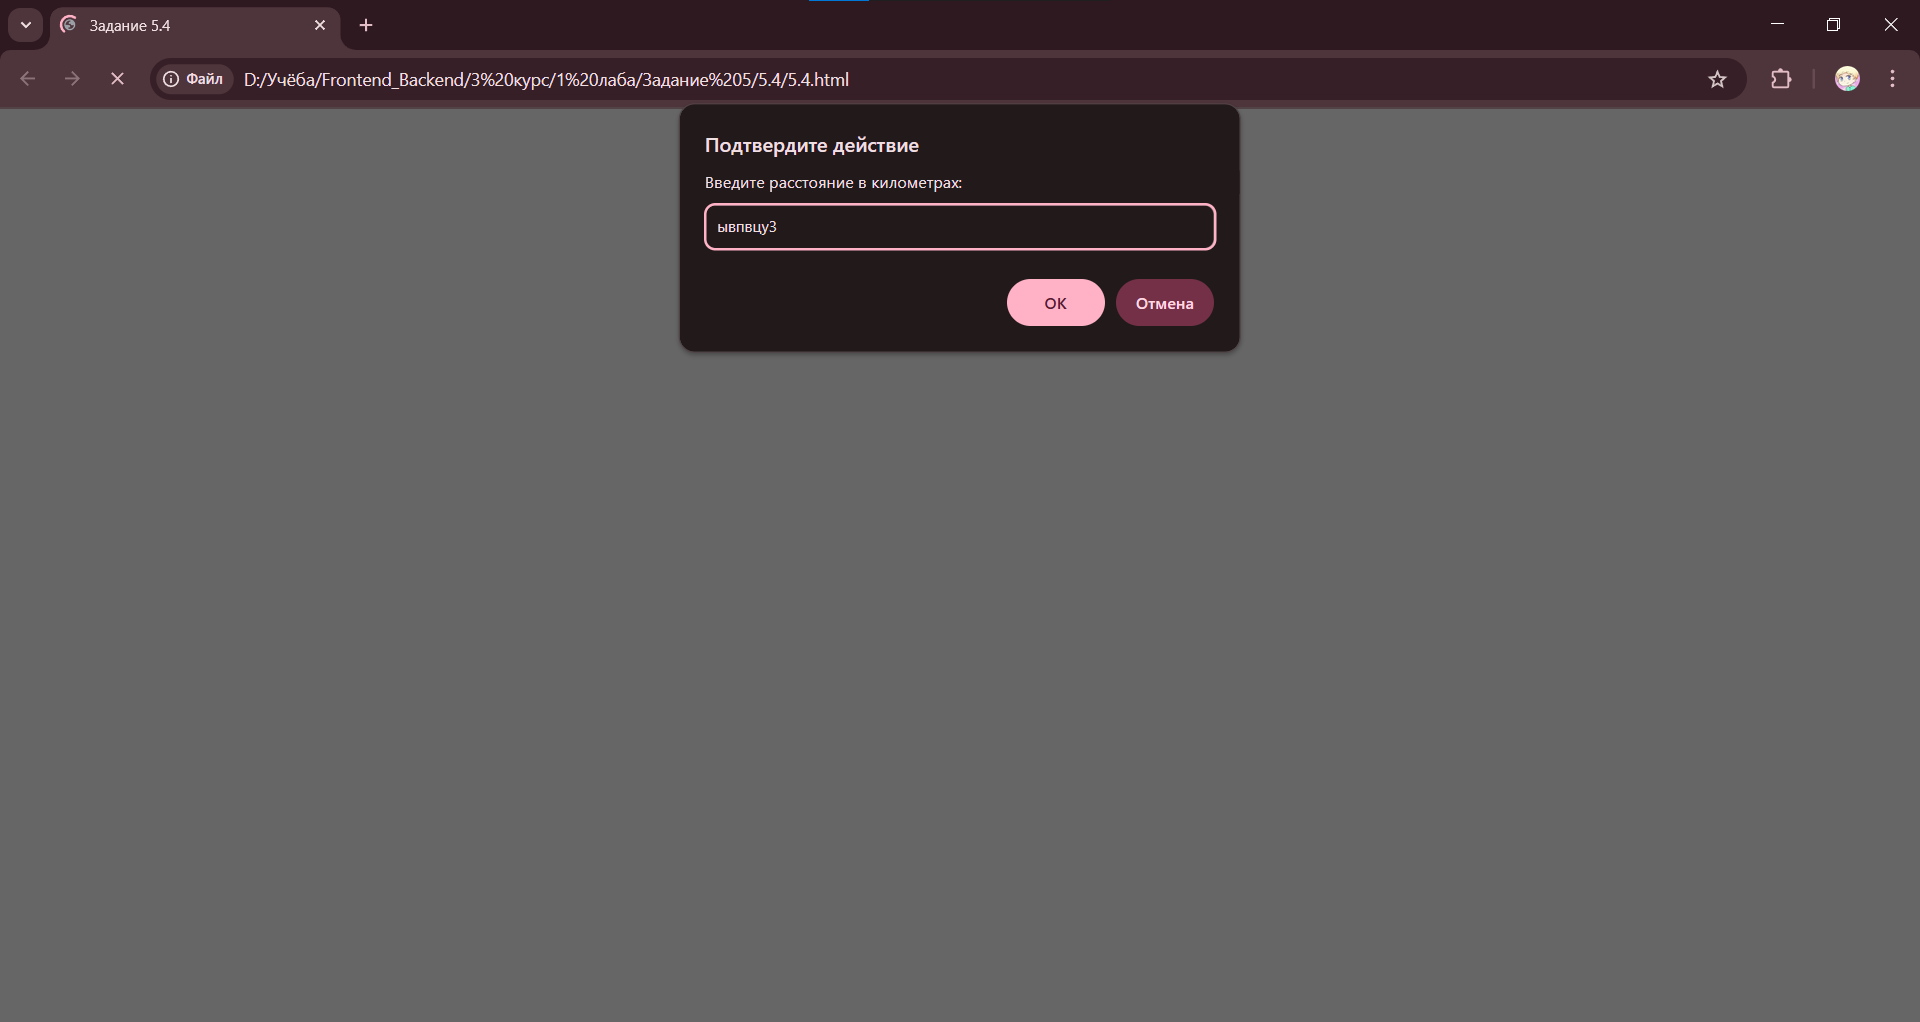 Задание 5.4
Файл
D:/Учёба/Frontend_Backend/3%20курс/1%20лаба/Задание%205/5.4/5.4.html
Подтвердите действие
Введите расстояние в километрах:
ывпвцу3
ОК
Отмена